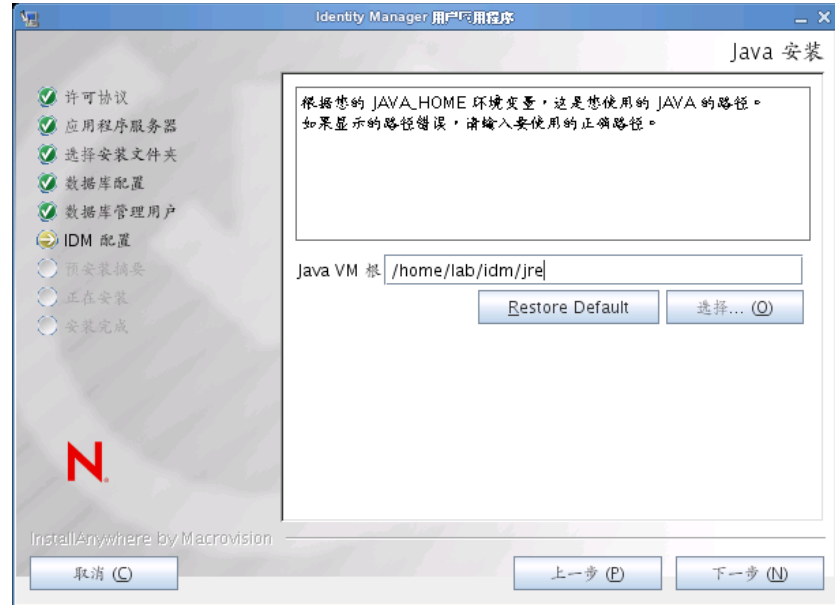 Identity Manager 用户应用程序
Java 安装
许可协议
应用程序服务器
选择安装文件夹
数据库配置
数据库管理用户
IDM 配置
预安装摘要
正在安装
安装完成
根据您的 JAVA_HOME 环境变量，这是您使用的 JAVA 的路径。
如果显示的路径错误，请输入要使用的正确路径。
Java VM 根 /home/lab/idm/jre
Restore Default 选择... (O)
N
InstallAnywhere by Macrovision
取消 (C) 上一步 (P) 下一步 (N)